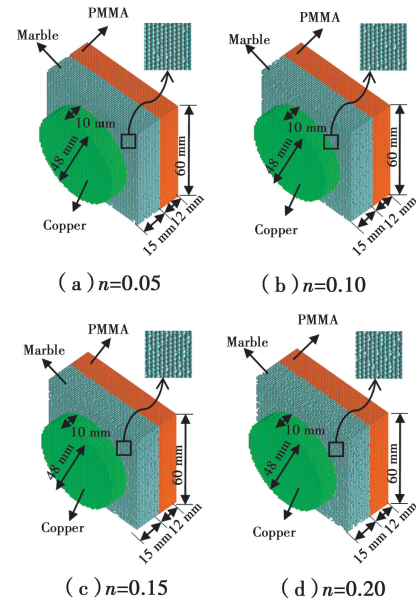 PMMA
Marble
10 mm
48 mm
60 mm
Copper
12 mm
15 mm
(a) n=0.05
PMMA
Marble
10 mm
48 mm
60 mm
Copper
12 mm
15 mm
(b) n=0.10
PMMA
Marble
10 mm
48 mm
60 mm
Copper
12 mm
15 mm
(c) n=0.15
PMMA
Marble
10 mm
48 mm
60 mm
Copper
12 mm
15 mm
(d) n=0.20